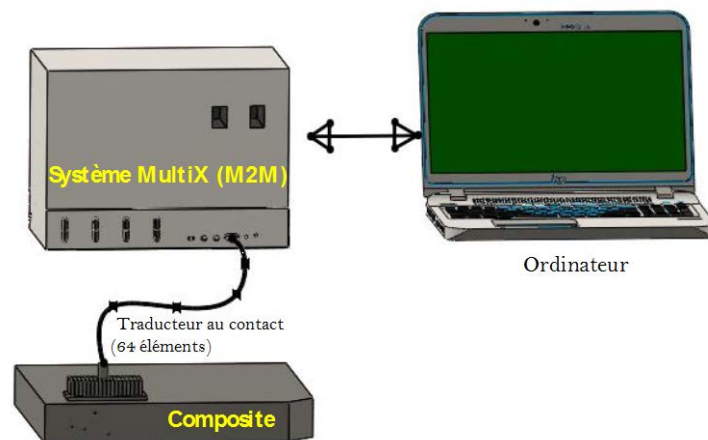 Système MultiX (M2M)
Ordinateur
Traducteur au contact
(64 éléments)
Composite